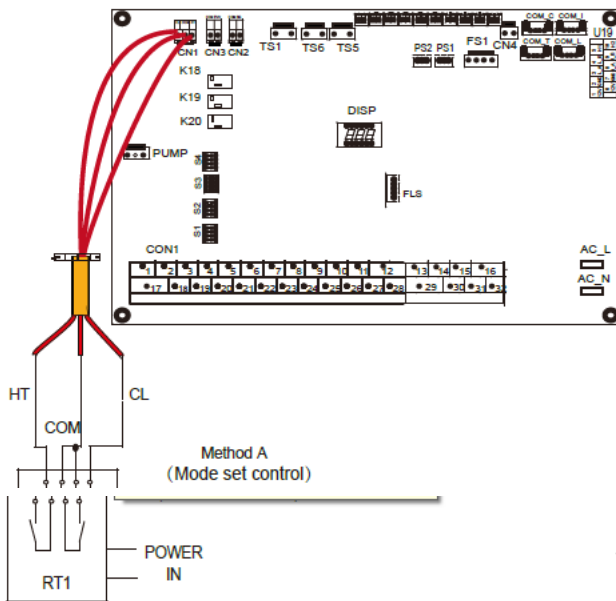 COM_C COM_I
U19
CN1 CN3 CN2 TS1 TS6 TS5 PS2 PS1 FS1 CN4 COM_T COM_L
K18
K19
K20
DISP
PUMP
S4
S3
S2
S1
FLS
CON1
AC_L
AC_N
1 2 3 4 5 6 7 8 9 10 11 12 13 14 15 16
17 18 19 20 21 22 23 24 25 26 27 28 29 30 31 32
HT CL
COM
Method A
(Mode set control)
POWER
IN
RT1